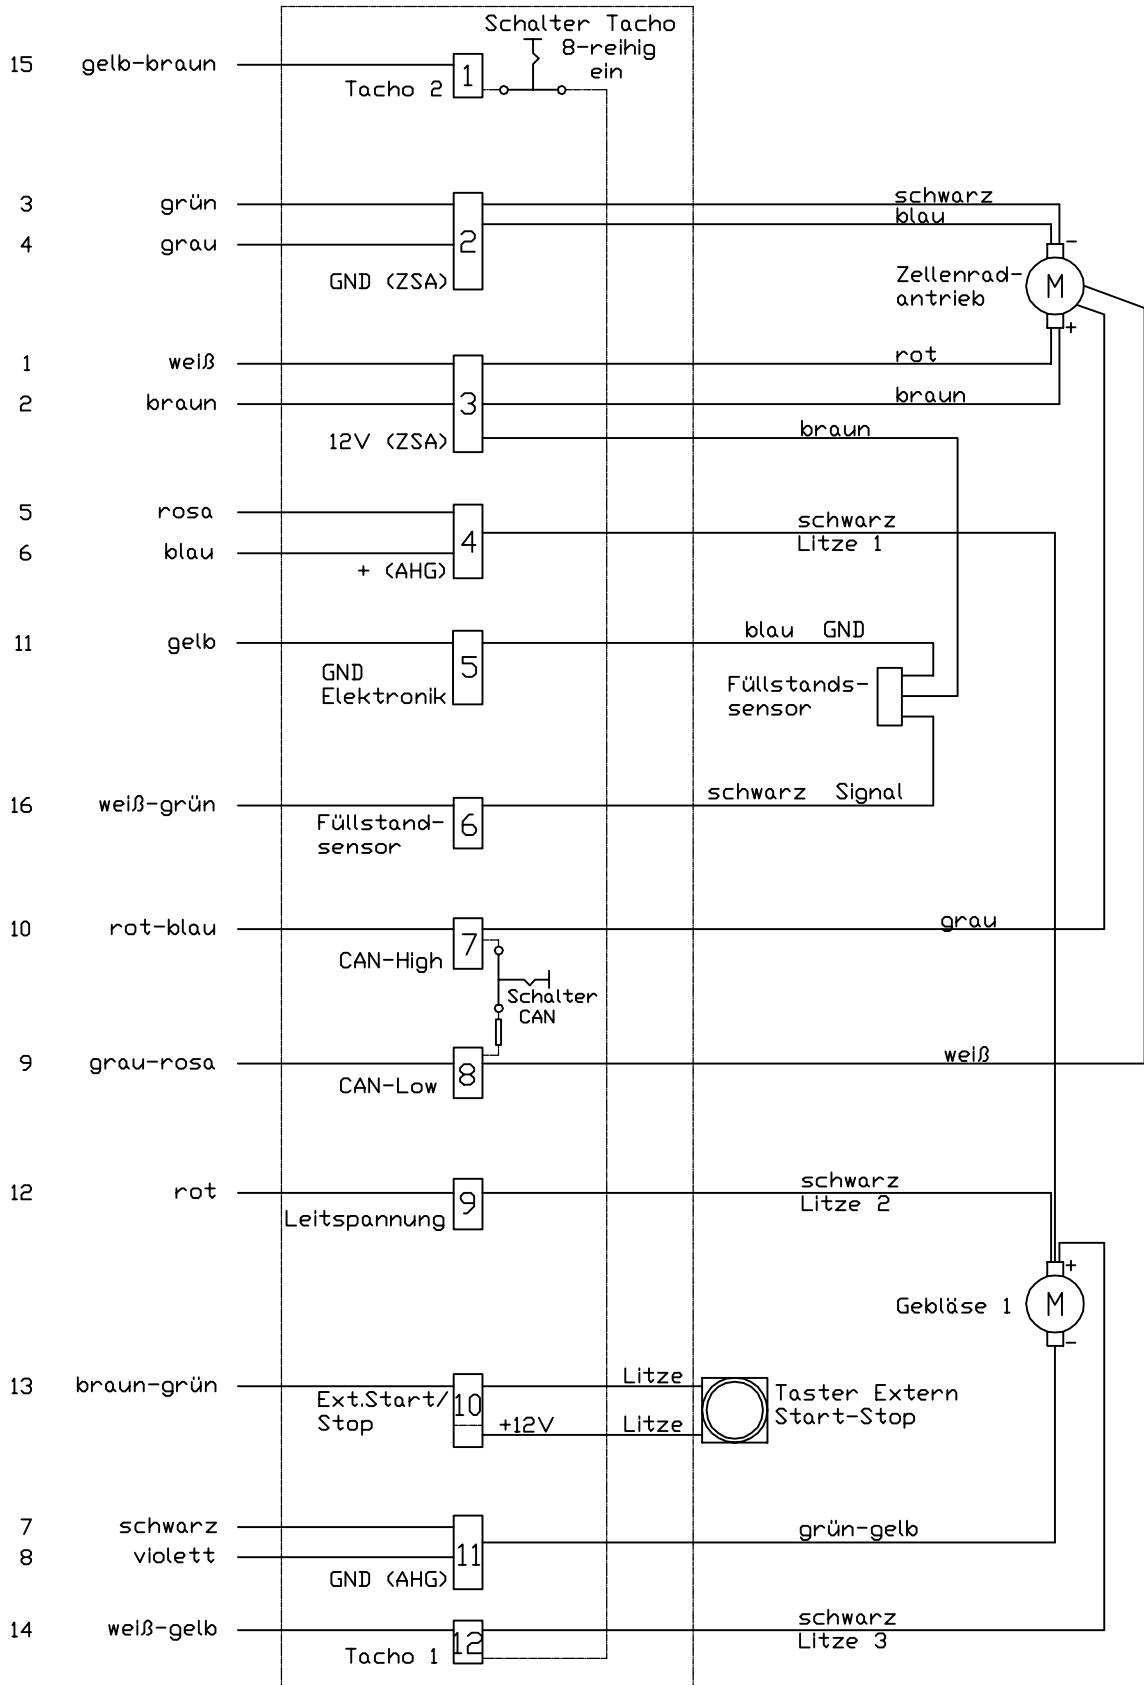 Schalter Tacho
8-reihig
ein
15 gelb-braun
1
Tacho 2
3 grün
schwarz
blau
4 grau
2
GND (ZSA)
-
Zellenrad-
antrieb
M
+
1 weiß
rot
2 braun
3
braun
12V (ZSA)
braun
5 rosa
schwarz
Litze 1
6 blau
4
+ (AHG)
11 gelb
blau GND
5
GND
Elektronik
Füllstands-
sensor
16 weiß-grün
schwarz Signal
Füllstand-
sensor
6
10 rot-blau
grau
7
CAN-High
Schalter
CAN
9 grau-rosa
weiß
8
CAN-Low
12 rot
schwarz
Litze 2
9
Leitspannung
+
Gebläse 1
M
-
13 braun-grün
Litze
Ext.Start/
Stop
10
+12V
Litze
Taster Extern
Start-Stop
7 schwarz
grün-gelb
8 violett
11
GND (AHG)
14 weiß-gelb
schwarz
Litze 3
12
Tacho 1